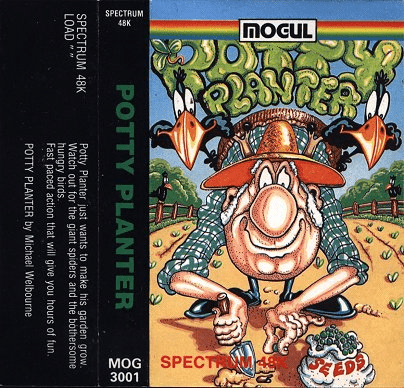 SPECTRUM 48K
LOAD " "
Potty Planter just wants to make his garden grow.
Watch out for the giant spiders and the bothersome
hungry birds.
Fast paced action that will give you hours of fun.
POTTY PLANTER by Michael Welbourne
SPECTRUM
48K
POTTY PLANTER
MOG
3001
MOGUL
POTTY
PLANTER
SPECTRUM 48K
SEEDS